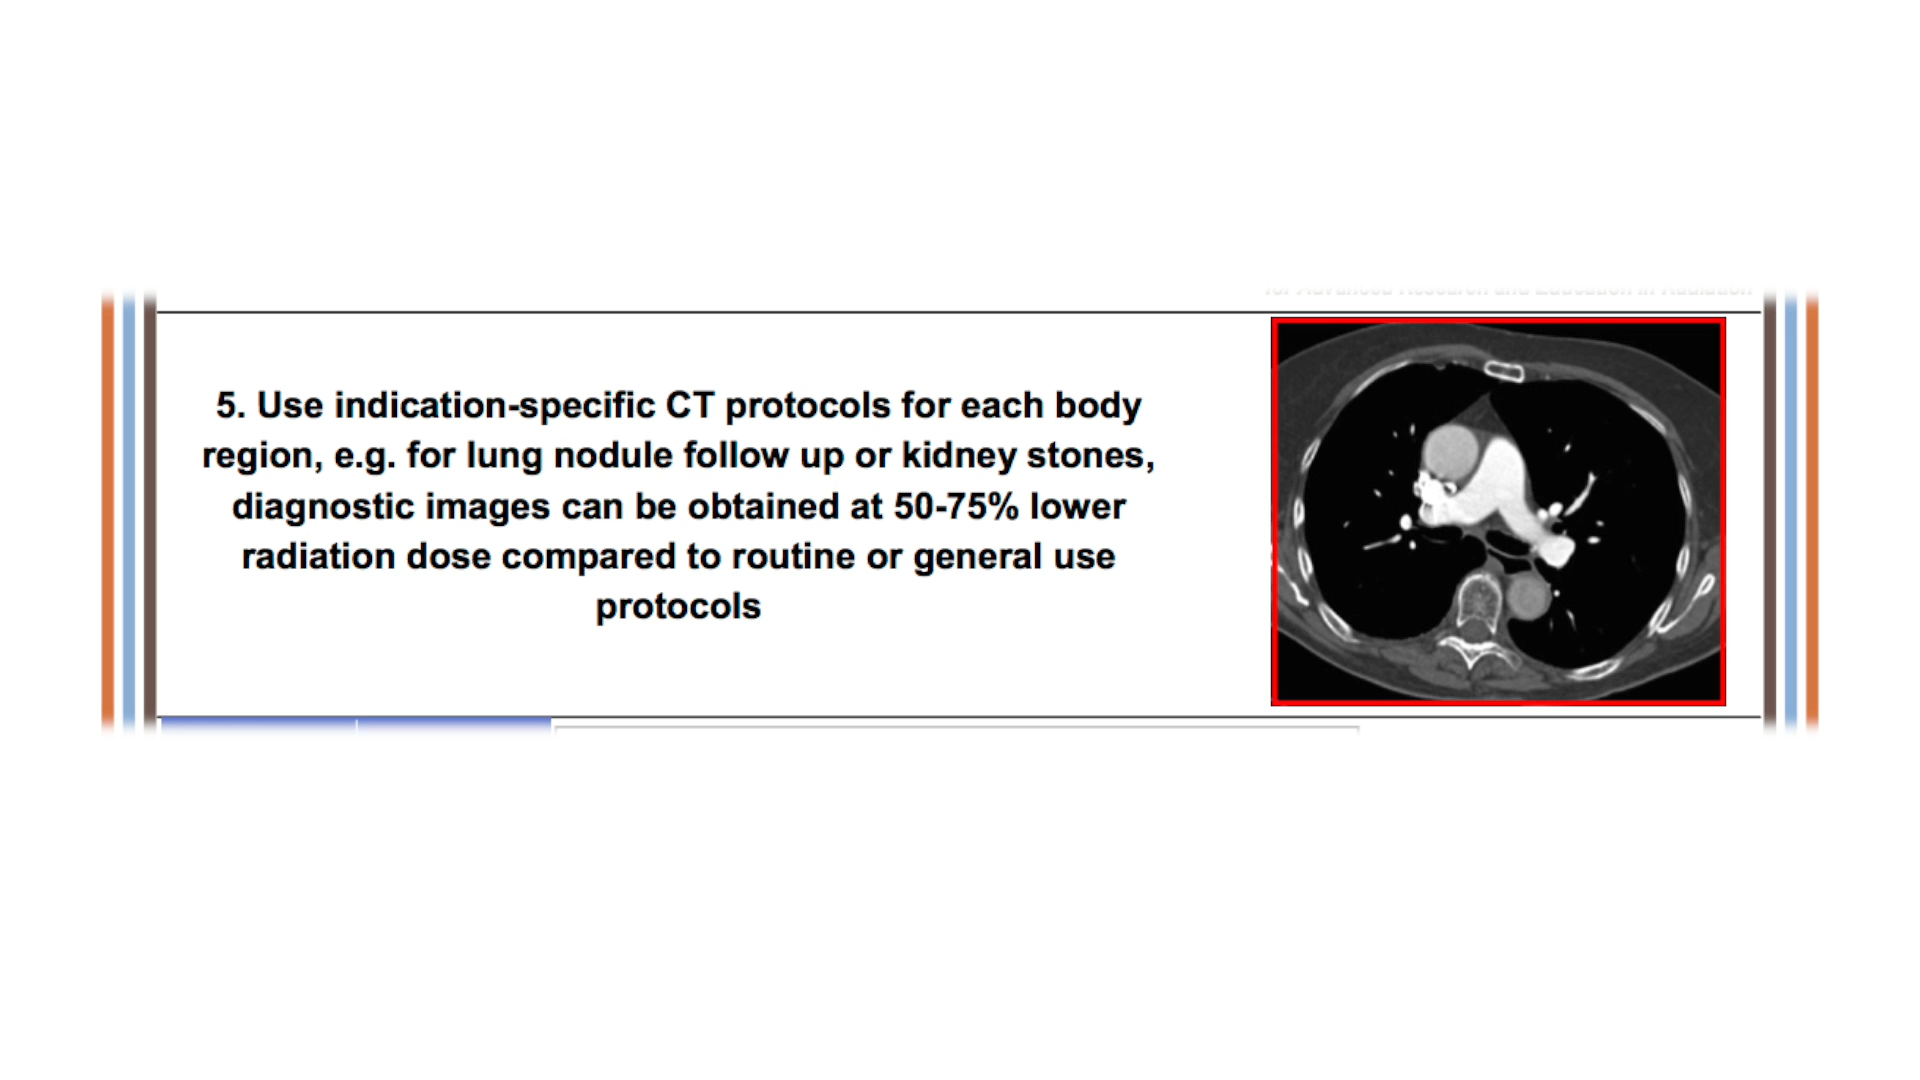 5. Use indication-specific CT protocols for each body
region, e.g. for lung nodule follow up or kidney stones,
diagnostic images can be obtained at 50-75% lower
radiation dose compared to routine or general use
protocols